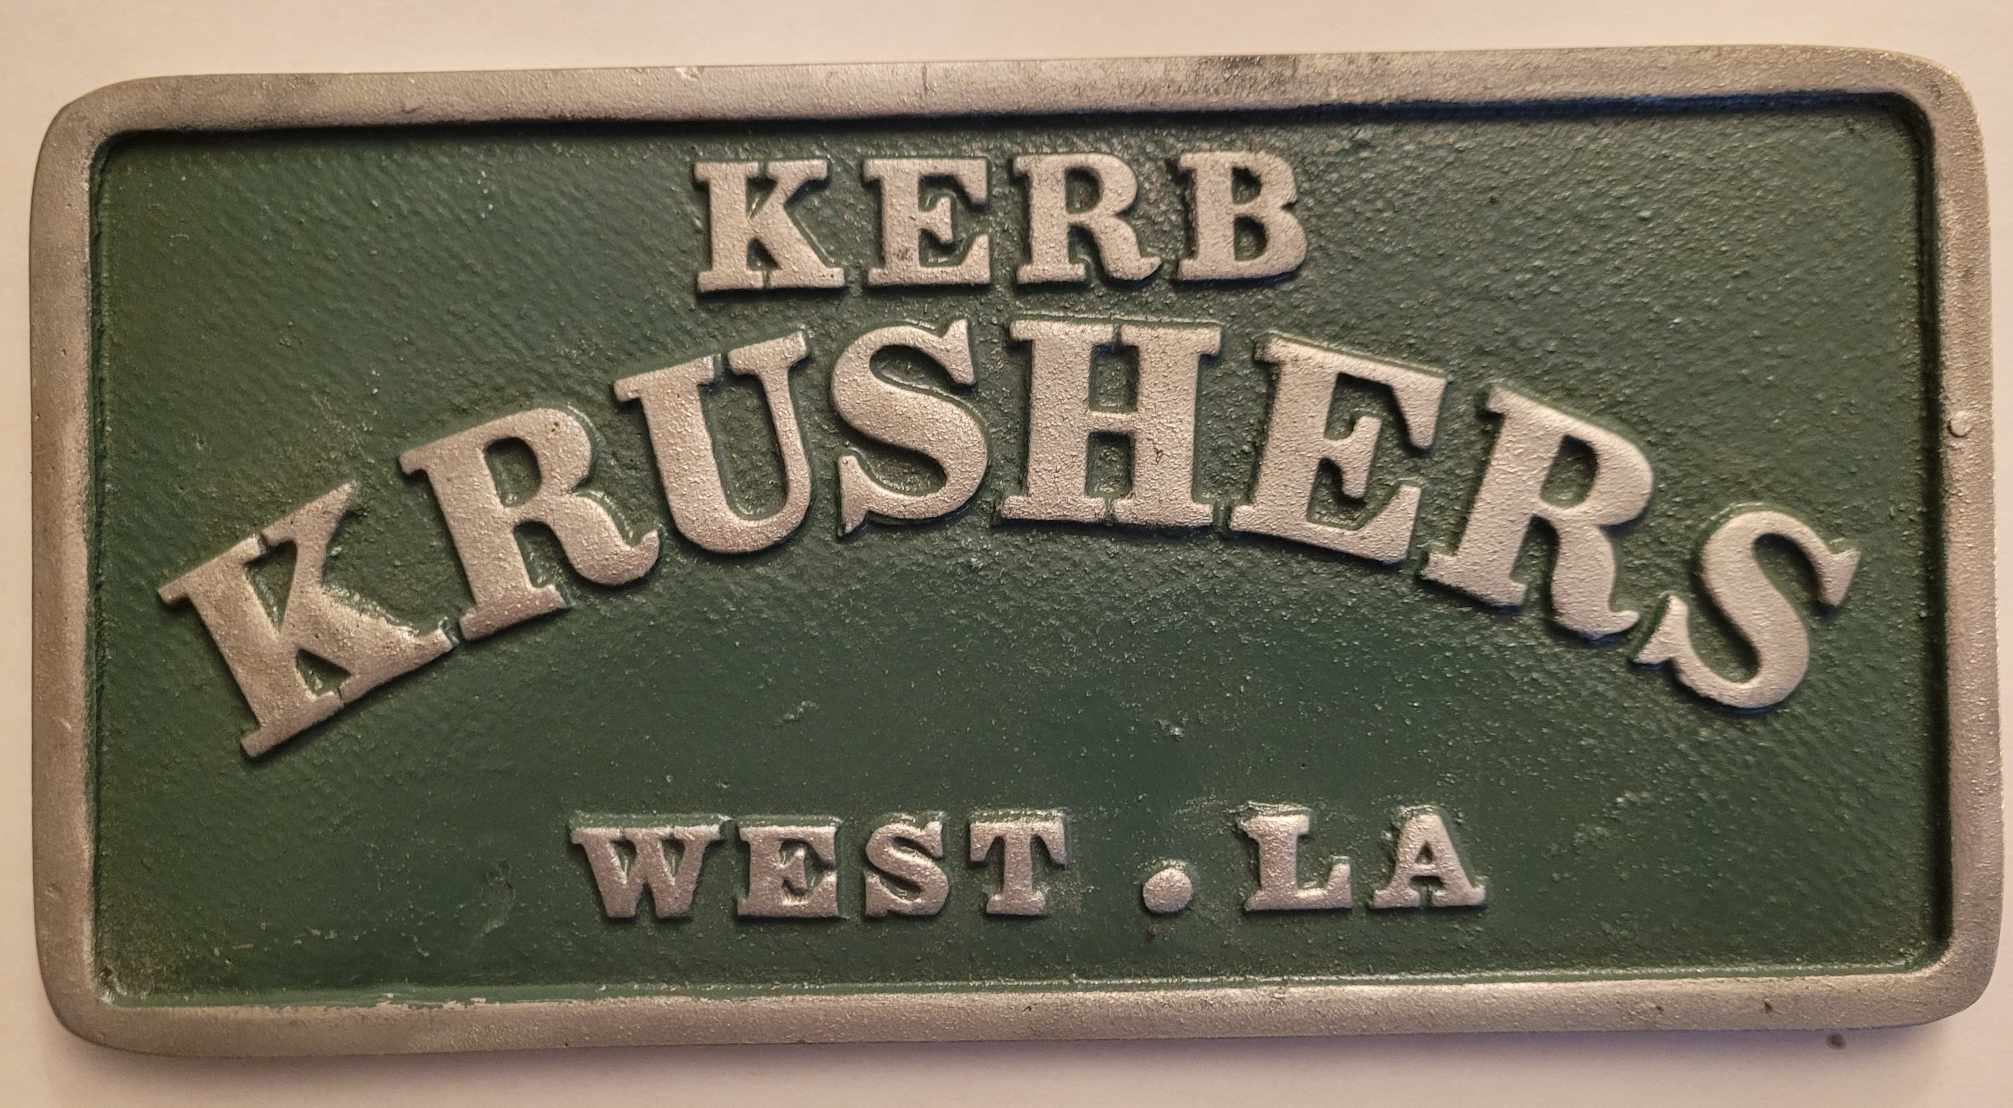 KERB
KRUSHERS
WEST . LA